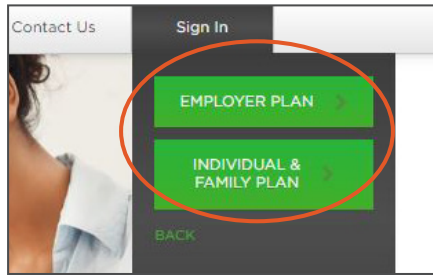 Contact Us
Sign In
EMPLOYER PLAN
INDIVIDUAL &
FAMILY PLAN
BACK